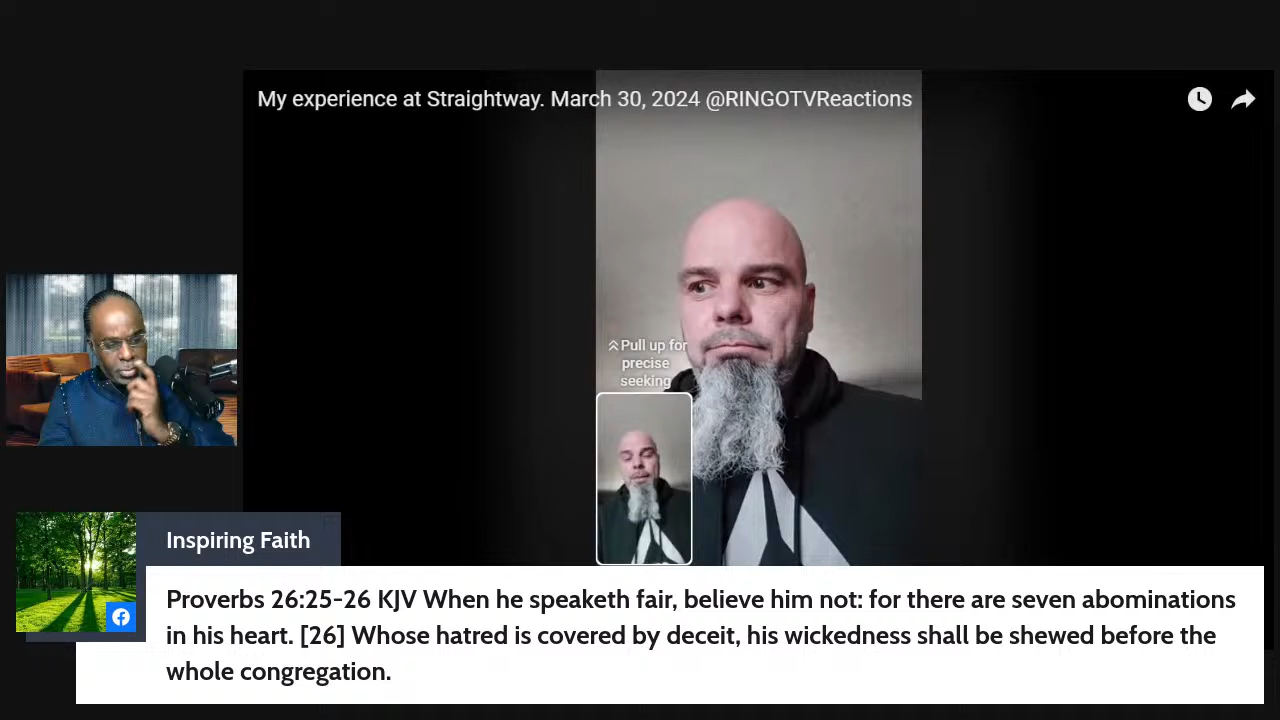 My experience at Straightway. March 30, 2024 @RINGOTVReactions
Pull up for
precise
seeking
Inspiring Faith
Proverbs 26:25-26 KJV When he speaketh fair, believe him not: for there are seven abominations
in his heart. [26] Whose hatred is covered by deceit, his wickedness shall be shewed before the
whole congregation.